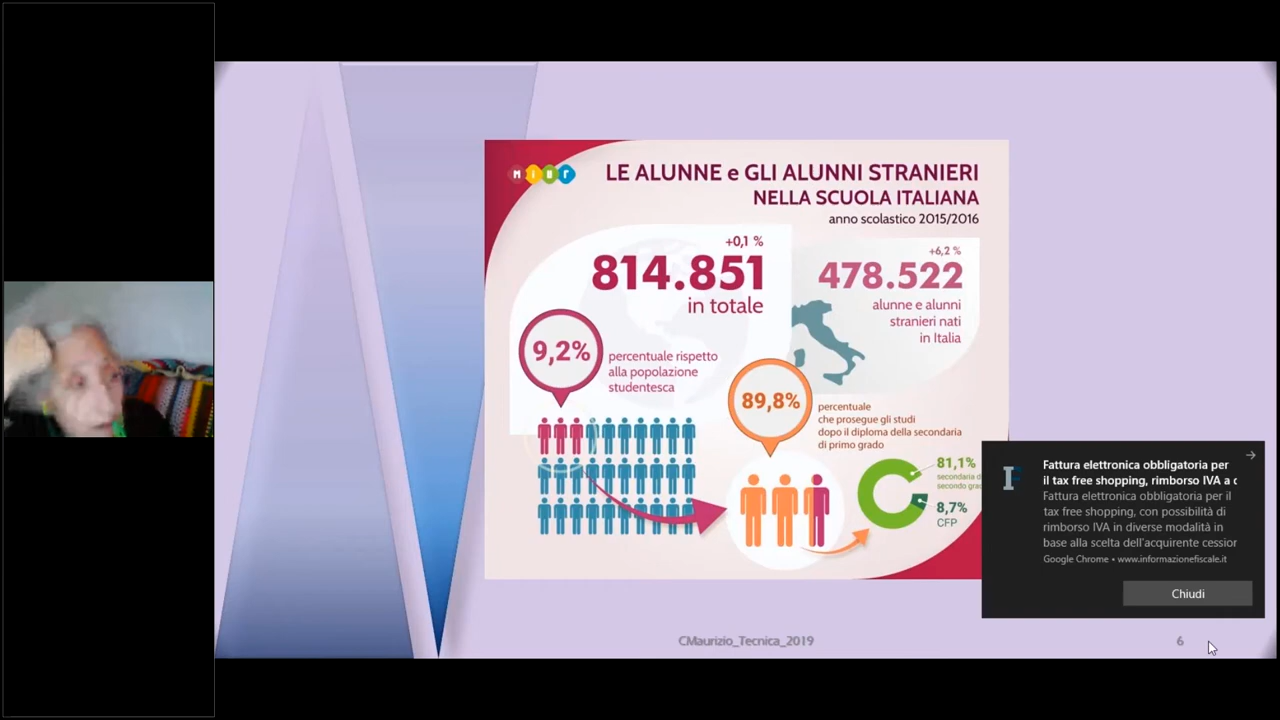 MIUR
LE ALUNNE e GLI ALUNNI STRANIERI
NELLA SCUOLA ITALIANA
anno scolastico 2015/2016
+0,1 %
814.851
in totale
9,2%
percentuale rispetto
alla popolazione
studentesca
+6,2 %
478.522
alunne e alunni
stranieri nati
in Italia
89,8%
percentuale
che prosegue gli studi
dopo il diploma della secondaria
di primo grado
81,1%
secondaria d
secondo grad
8,7%
CFP
Fattura elettronica obbligatoria per
il tax free shopping, rimborso IVA a c
Fattura elettronica obbligatoria per il
tax free shopping, con possibilità di
rimborso IVA in diverse modalità in
base alla scelta dell'acquirente cession
Google Chrome • www.informazionefiscale.it
Chiudi
CMaurizio_Tecnica_2019
6